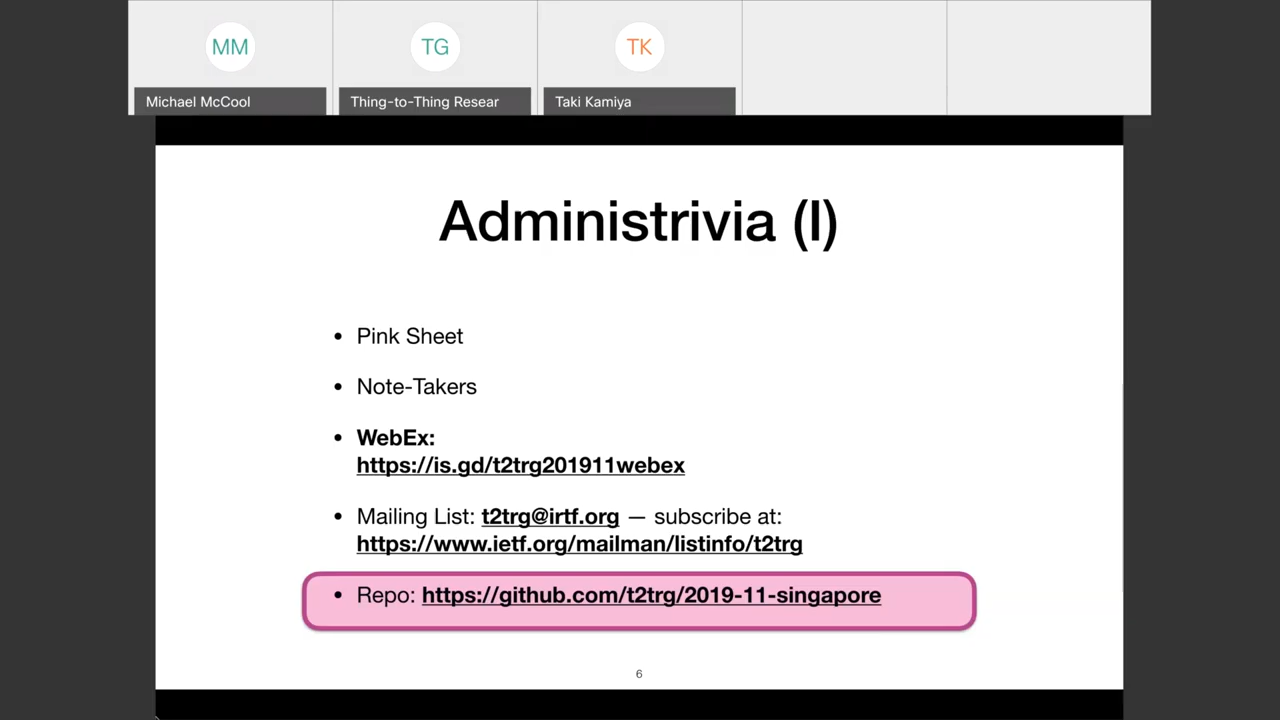 MM
TG
TK
Michael McCool
Thing-to-Thing Resear
Taki Kamiya
Administrivia (I)
• Pink Sheet
• Note-Takers
• WebEx:
https://is.gd/t2trg201911webex
• Mailing List: t2trg@irtf.org — subscribe at:
https://www.ietf.org/mailman/listinfo/t2trg
• Repo: https://github.com/t2trg/2019-11-singapore
6